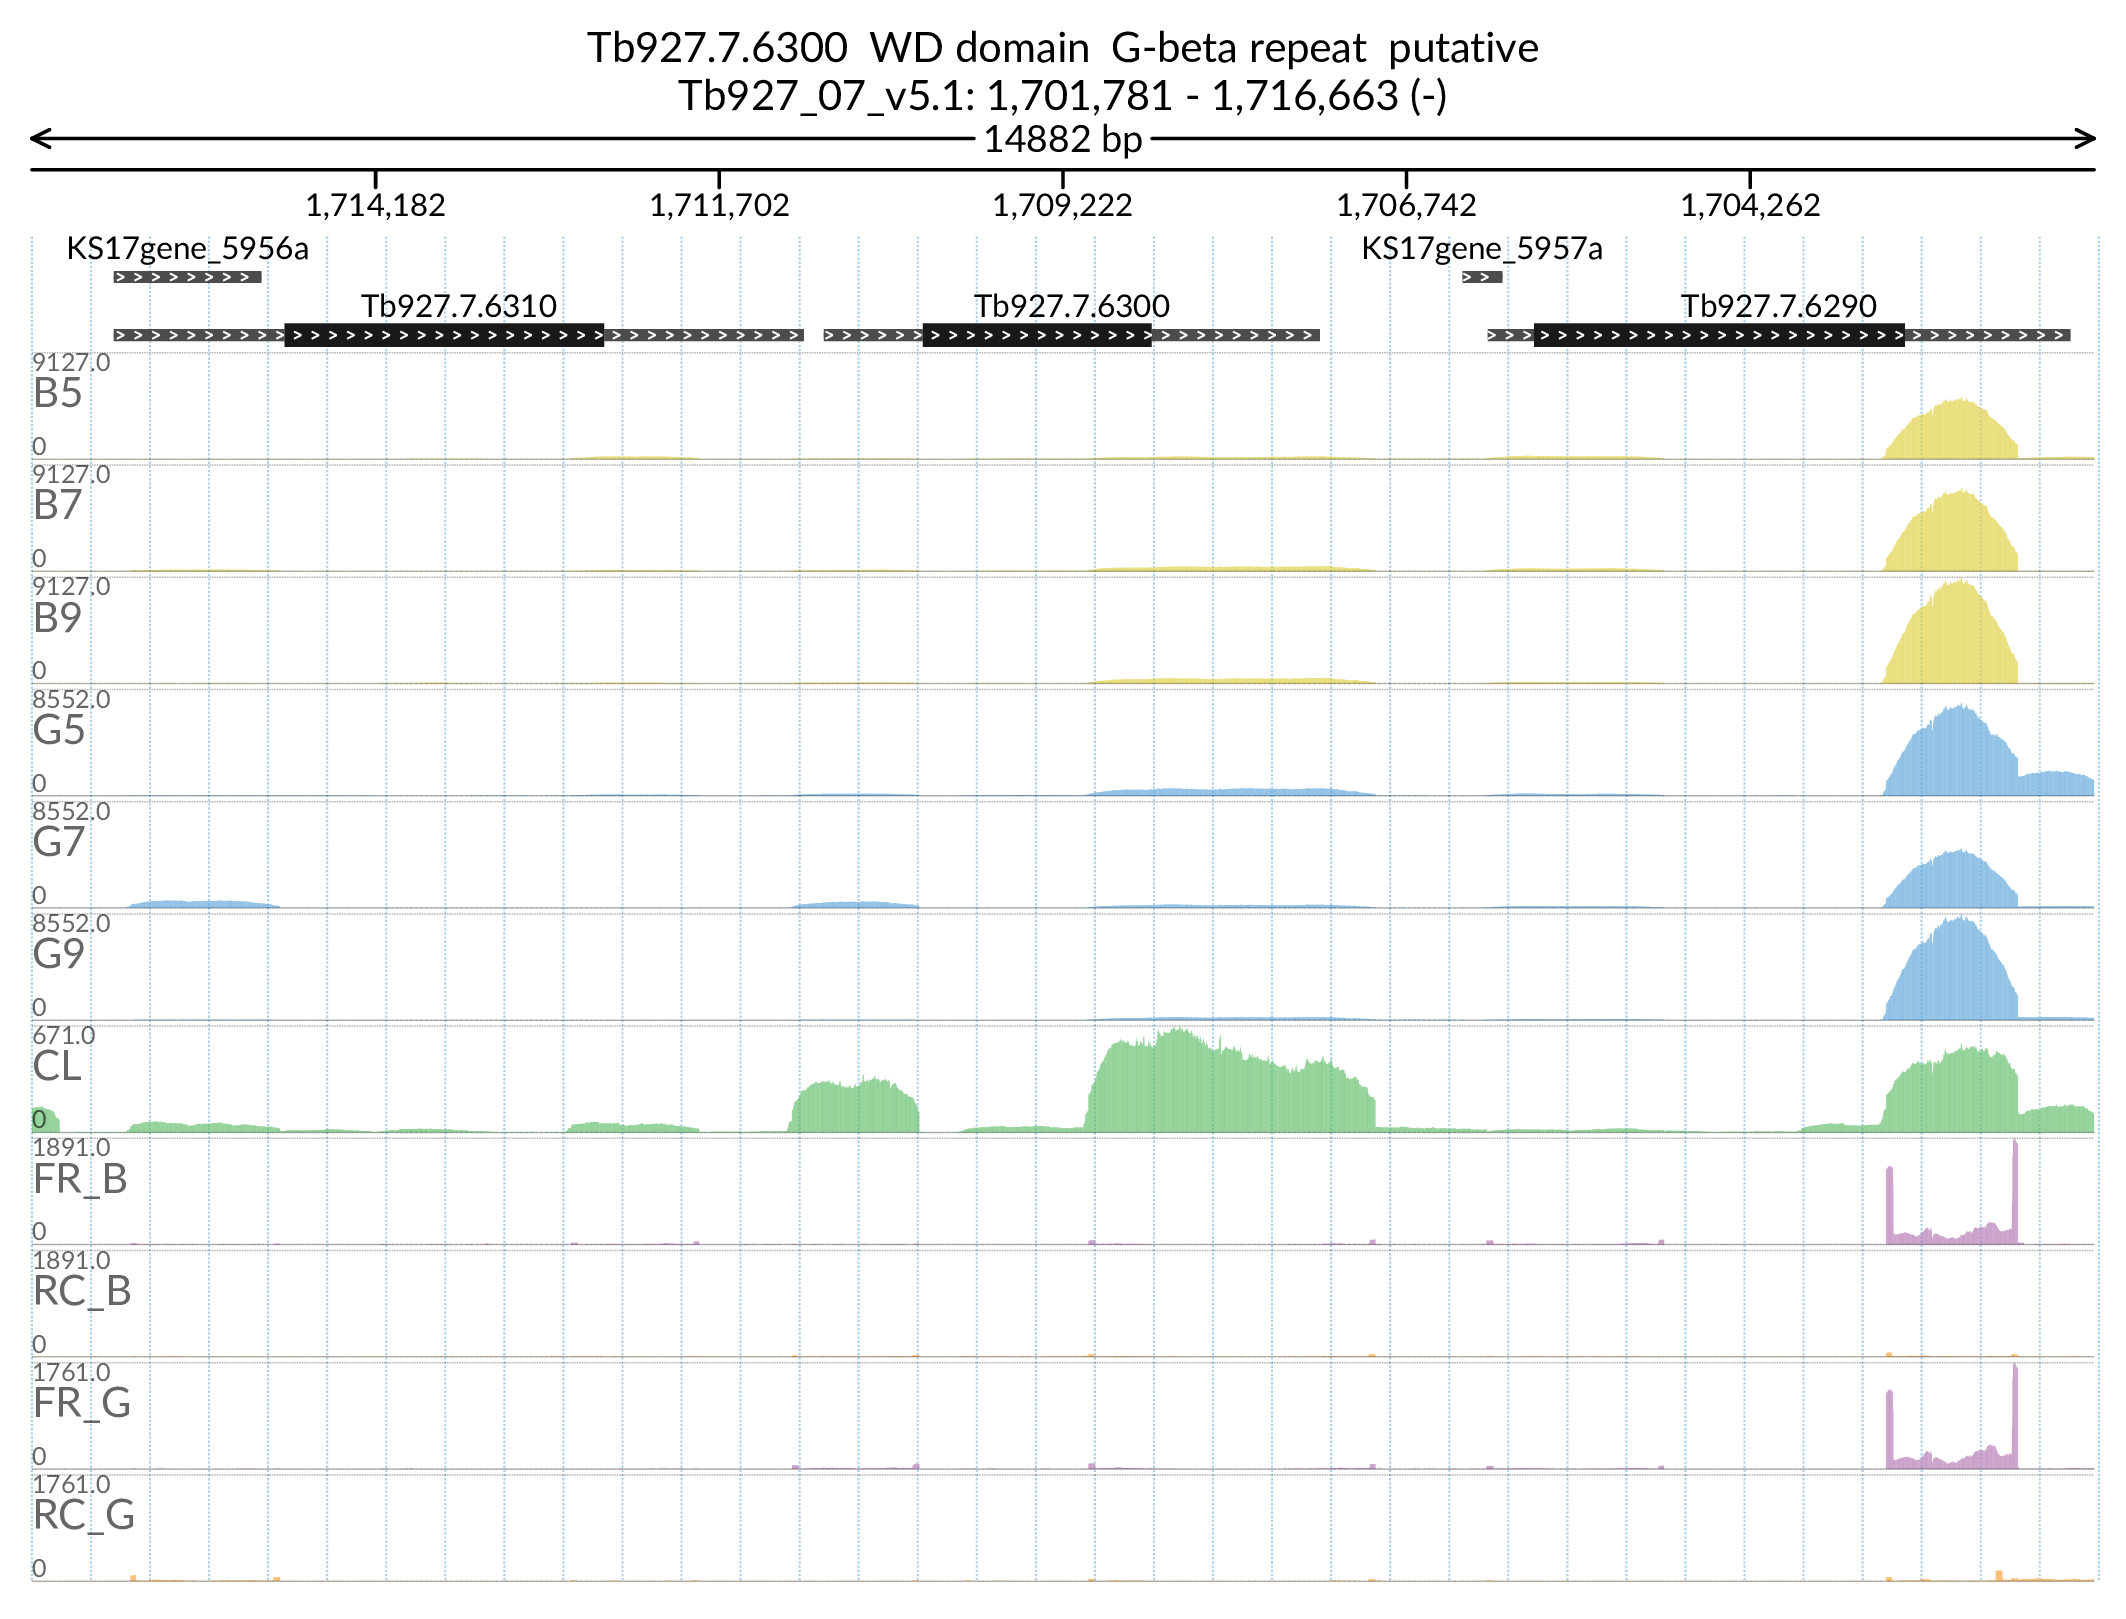 Tb927.7.6300  WD domain  G-beta repeat  putative
Tb927_07_v5.1: 1,701,781 - 1,716,663 (-)
14882 bp
1,714,182 1,711,702 1,709,222 1,706,742 1,704,262
KS17gene_5956a KS17gene_5957a
Tb927.7.6310 Tb927.7.6300 Tb927.7.6290
9127.0
B5
0
9127.0
B7
0
9127.0
B9
0
8552.0
G5
0
8552.0
G7
0
8552.0
G9
0
671.0
CL
0
1891.0
FR_B
0
1891.0
RC_B
0
1761.0
FR_G
0
1761.0
RC_G
0